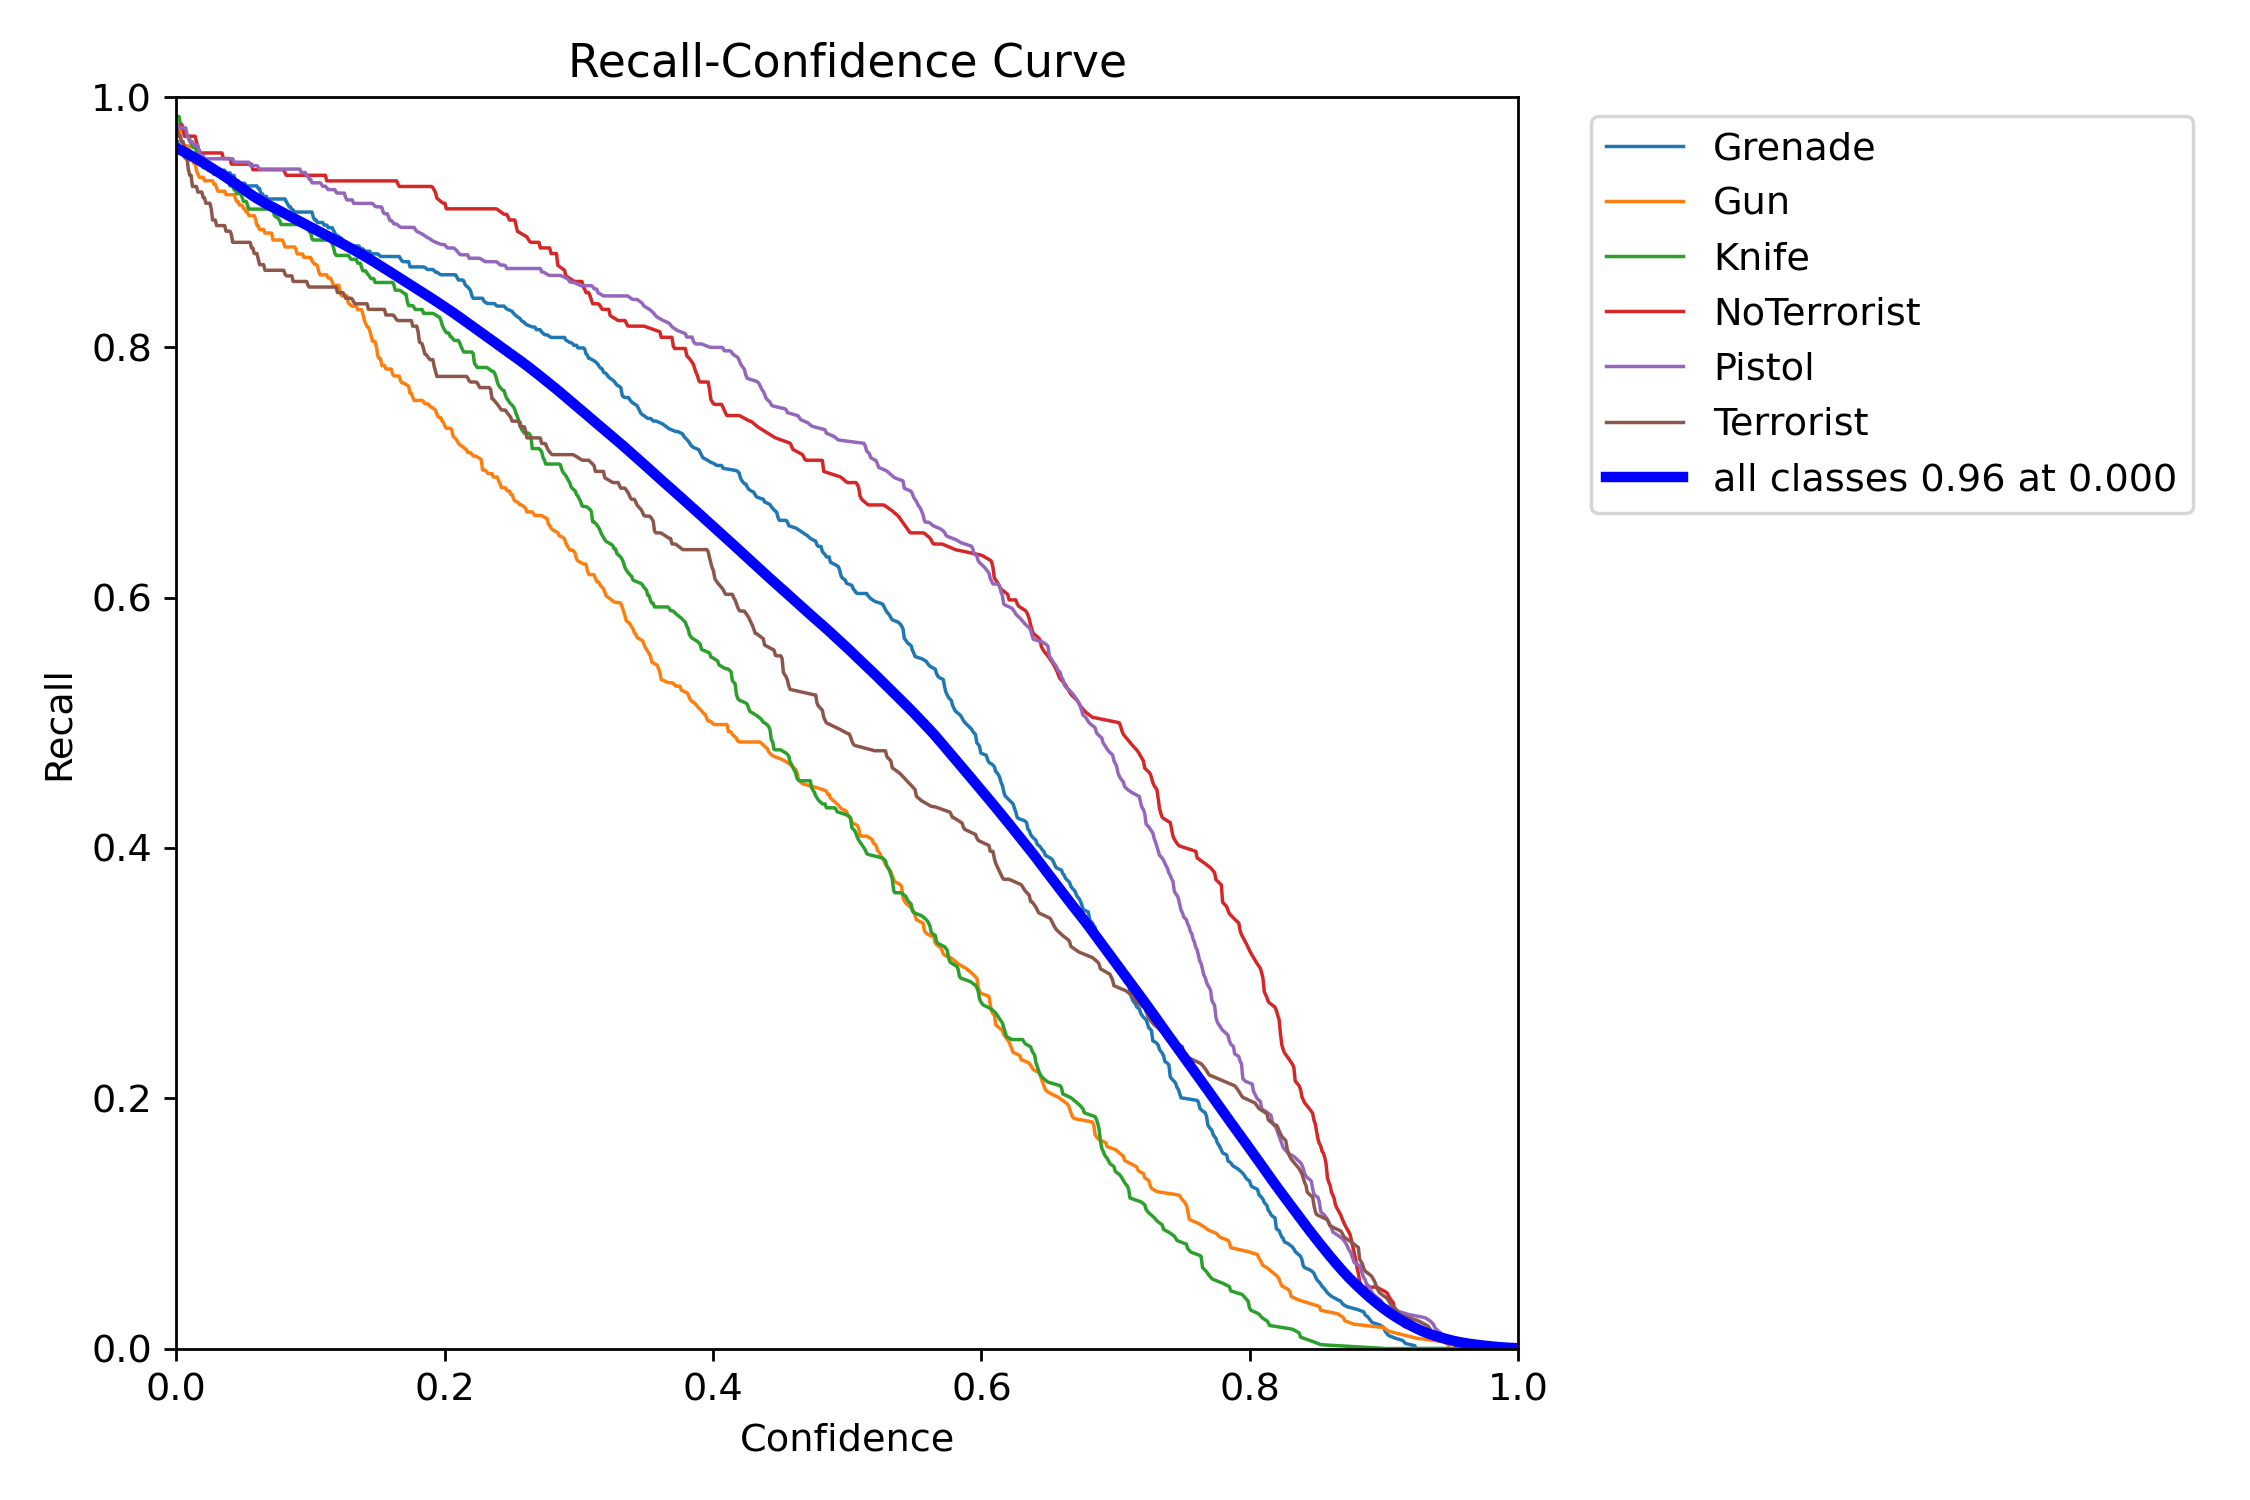 Recall-Confidence Curve
1.0
0.8
0.6
0.4
0.2
0.0
Recall
0.0 0.2 0.4 0.6 0.8 1.0
Confidence
Grenade
Gun
Knife
NoTerrorist
Pistol
Terrorist
all classes 0.96 at 0.000